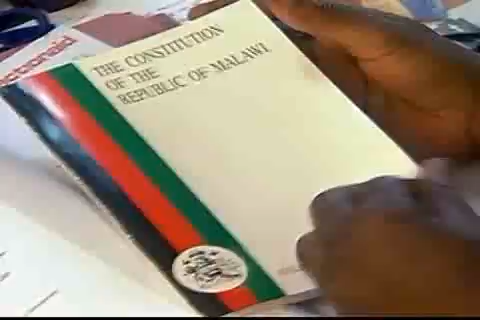 THE CONSTITUTION
OF THE
REPUBLIC OF MALAWI